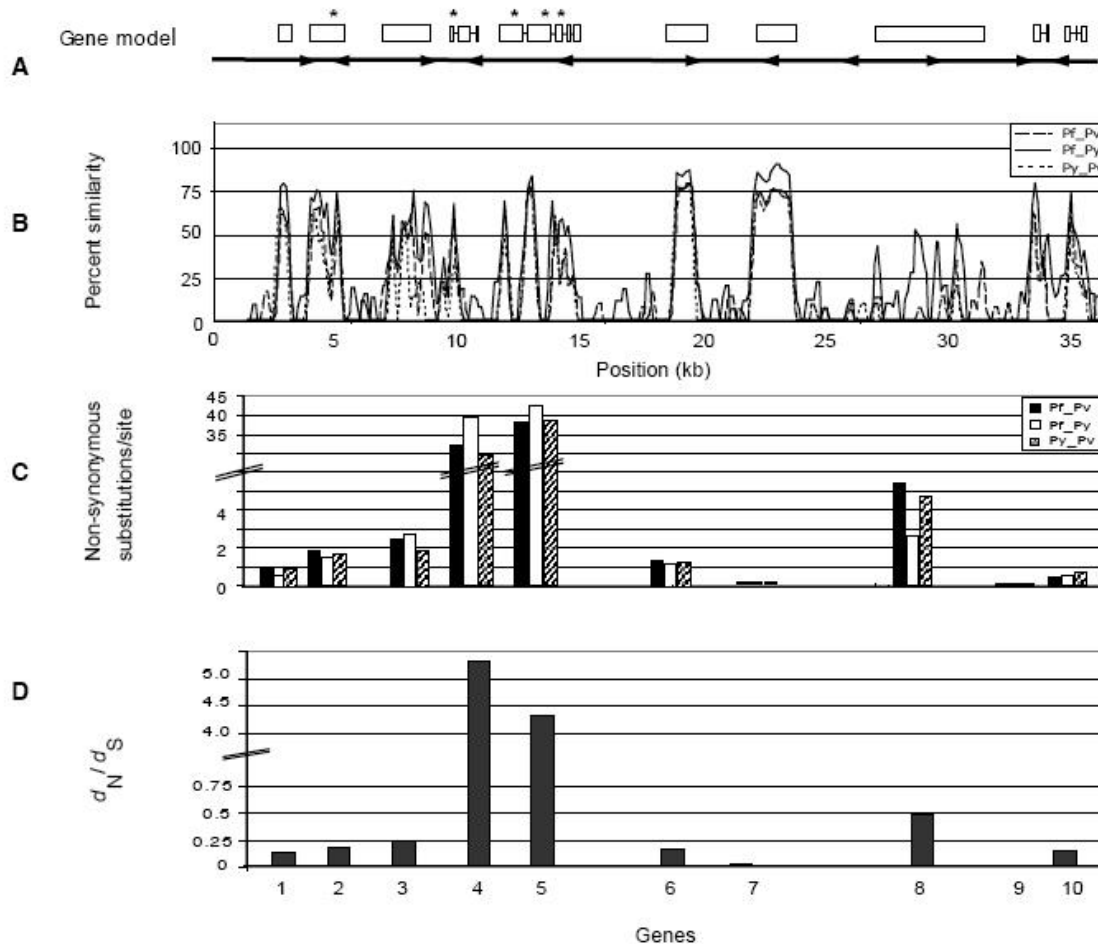 * * * * *
Gene model
A
Pf_Pv
Pf_Py
Py_Pv
100
75
50
25
0
Percent similarity
B
0 5 10 15 20 25 30 35
Position (kb)
45
40
35
4
2
0
Non-synonymous
substitutions/site
C
Pf_Pv
Pf_Py
Py_Pv
5.0
4.5
4.0
0.75
0.5
0.25
0
D
dN / dS
1 2 3 4 5 6 7 8 9 10
Genes